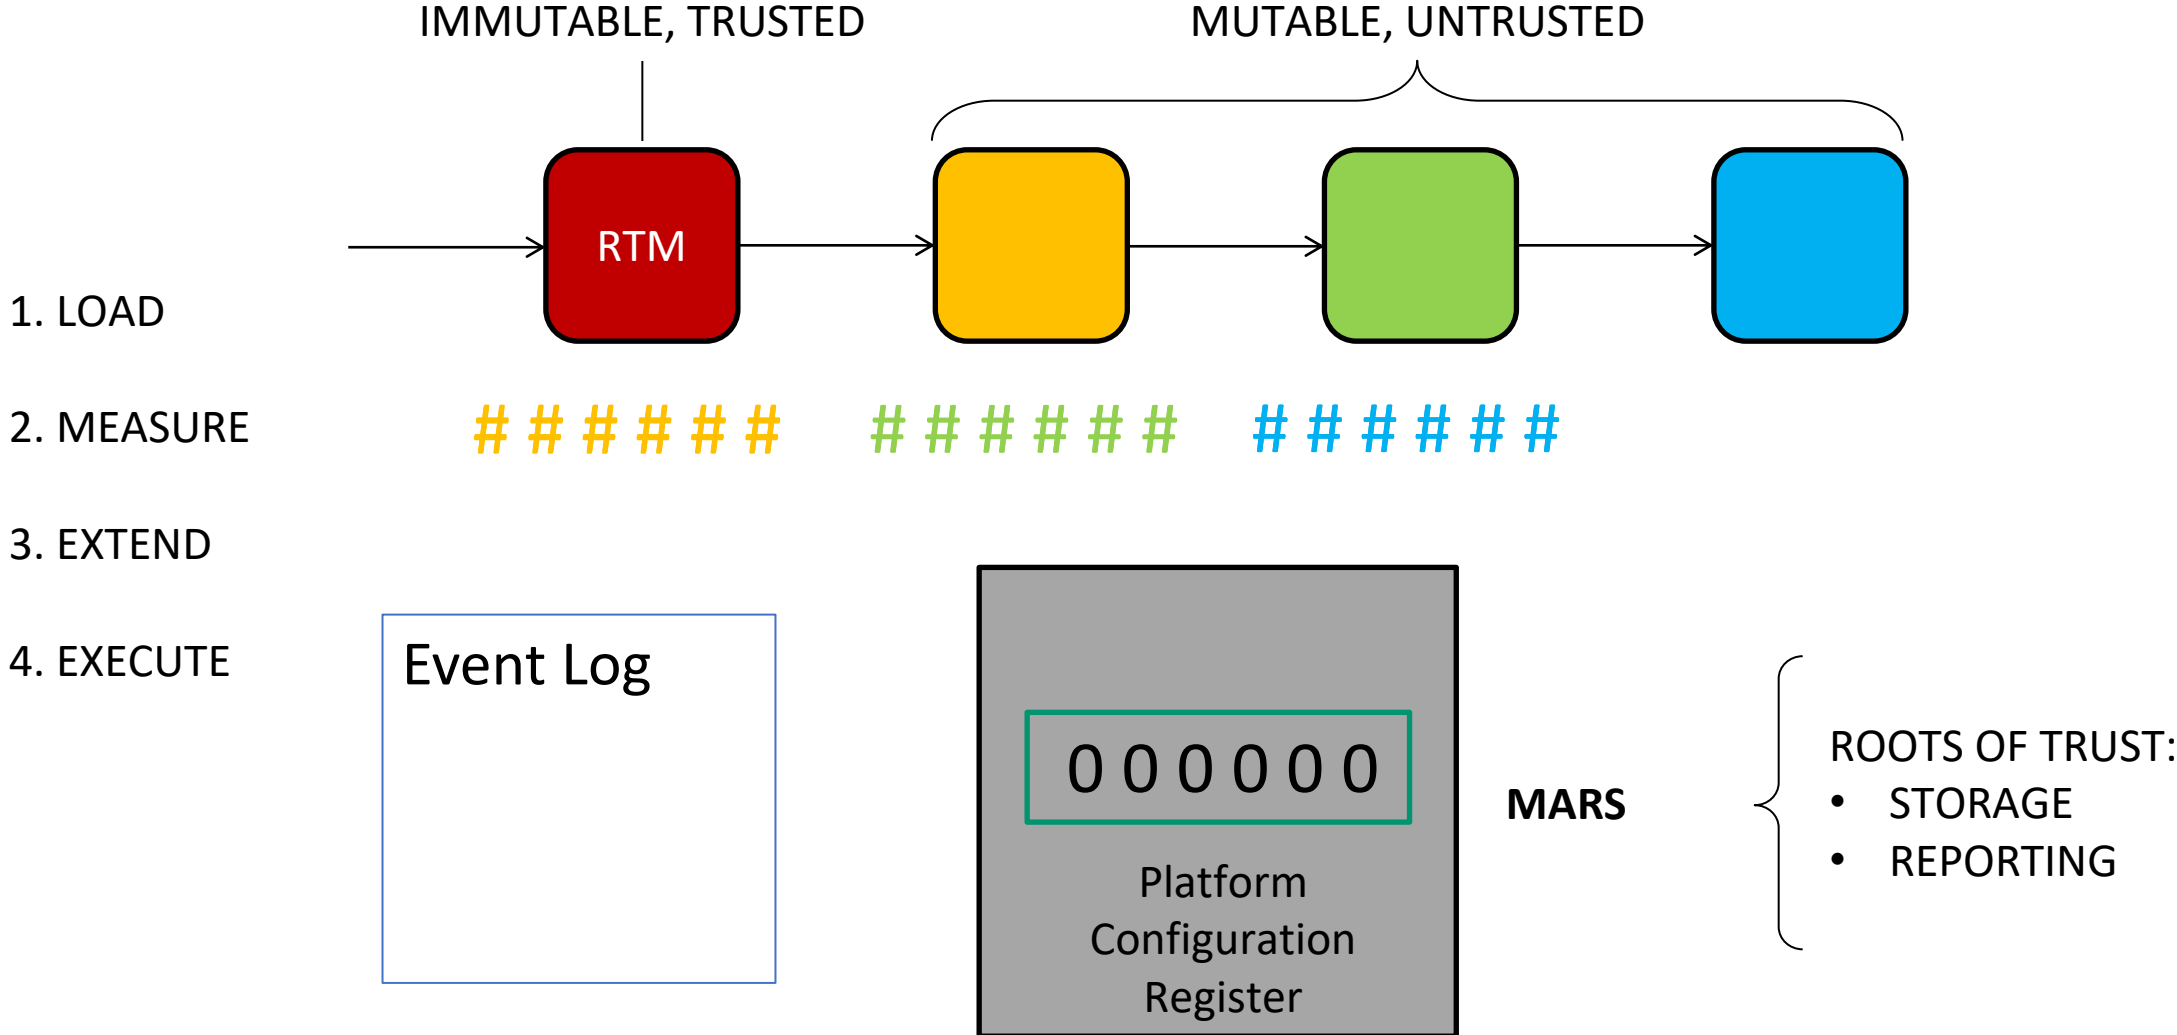 IMMUTABLE, TRUSTED
MUTABLE, UNTRUSTED
RTM
1. LOAD
2. MEASURE
# # # # # #
# # # # # #
# # # # # #
3. EXTEND
4. EXECUTE
Event Log
0 0 0 0 0 0
Platform
Configuration
Register
MARS
ROOTS OF TRUST:
• STORAGE
• REPORTING